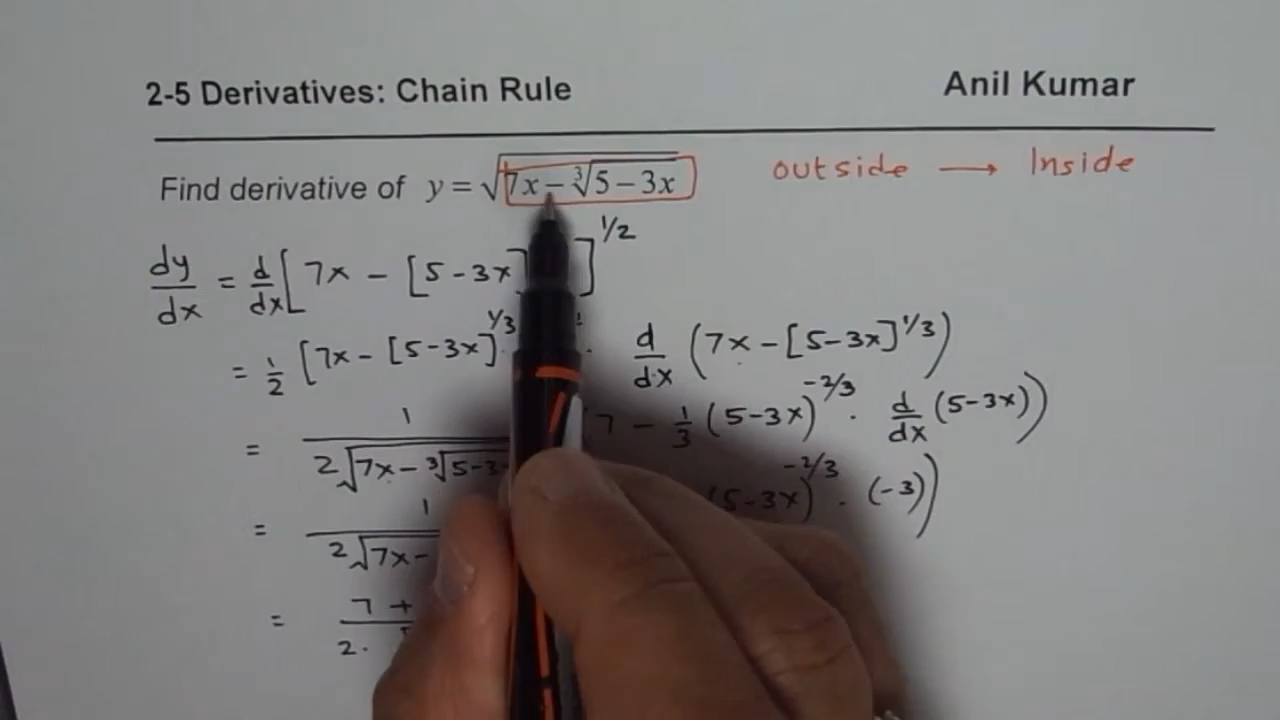 2-5 Derivatives: Chain Rule Anil Kumar
Find derivative of y = √(7x − ∛(5 − 3x)) outside → Inside
dy/dx = d/dx [7x − [5 − 3x] ]^1/2
= 1/2 [7x − [5 − 3x]^1/3 · d/dx (7x − [5 − 3x]^1/3)
= 1 / 2√(7x − ∛5 − 3 7 − 1/3 (5 − 3x)^−2/3 · d/dx (5 − 3x))
= 1 / 2√7x − (5 − 3x)^−2/3 · (−3))
= 7 + / 2 ·